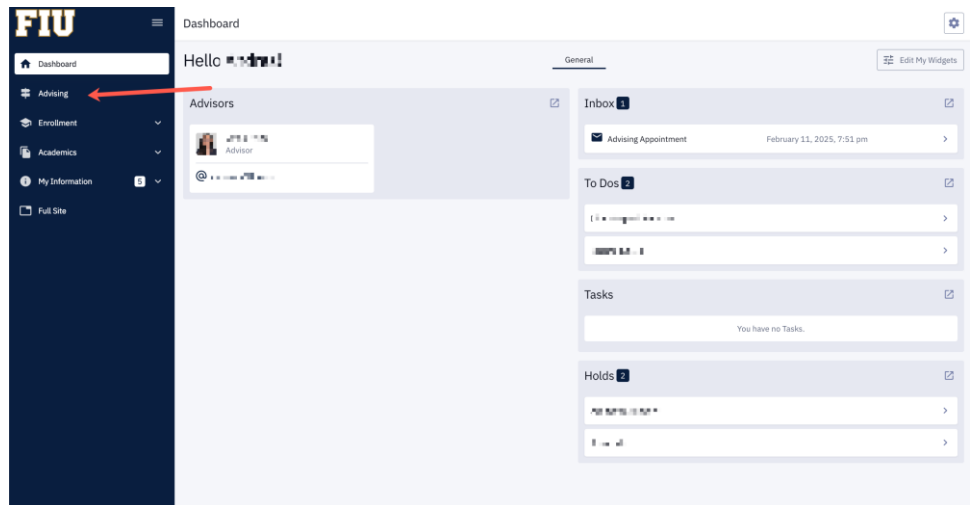 FIU
Dashboard
Advising
Enrollment
Academics
My Information 5
Full Site
Dashboard
Hello
General
Edit My Widgets
Advisors
Advisor
@
Inbox 1
Advising Appointment February 11, 2025, 7:51 pm
To Dos 2
Tasks
You have no Tasks.
Holds 2